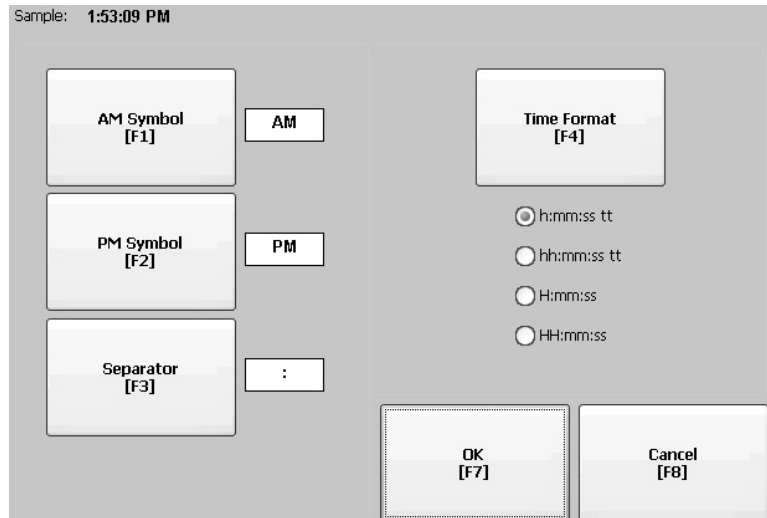 Sample: 1:53:09 PM
AM Symbol
[F1]
AM
PM Symbol
[F2]
PM
Separator
[F3]
:
Time Format
[F4]
h:mm:ss tt
hh:mm:ss tt
H:mm:ss
HH:mm:ss
OK
[F7]
Cancel
[F8]